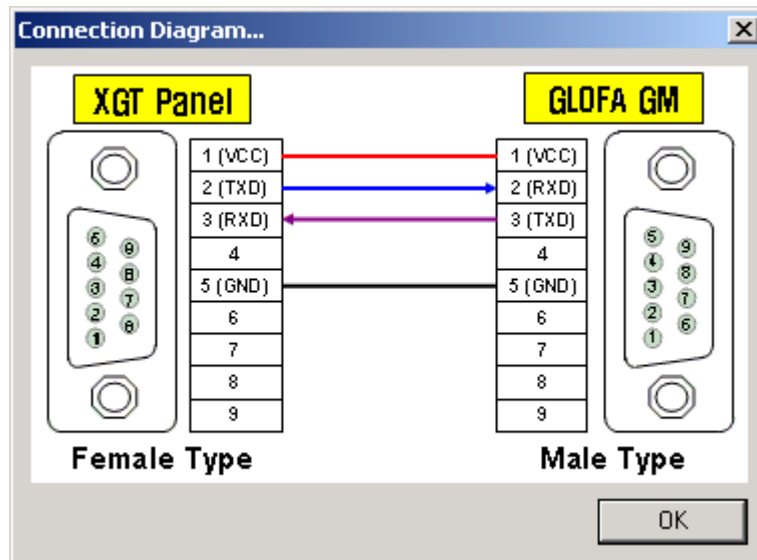 Connection Diagram...
XGT Panel
GLOFA GM
1 (VCC)
2 (TXD)
3 (RXD)
4
5 (GND)
6
7
8
9
1 (VCC)
2 (RXD)
3 (TXD)
4
5 (GND)
6
7
8
9
5
4
3
2
1
9
8
7
6
5
4
3
2
1
9
8
7
6
Female Type
Male Type
OK